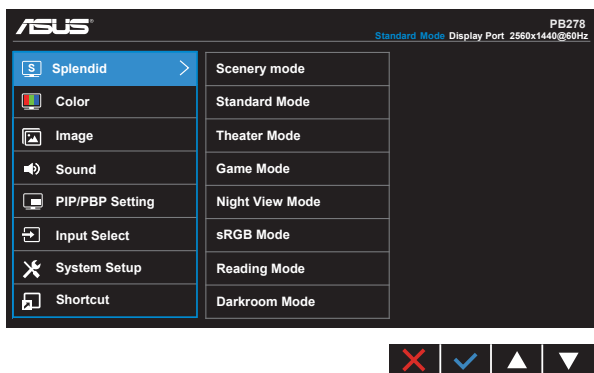 ASUS
PB278
Standard Mode Display Port 2560x1440@60Hz
S Splendid
Color
Image
Sound
PIP/PBP Setting
Input Select
System Setup
Shortcut
Scenery mode
Standard Mode
Theater Mode
Game Mode
Night View Mode
sRGB Mode
Reading Mode
Darkroom Mode